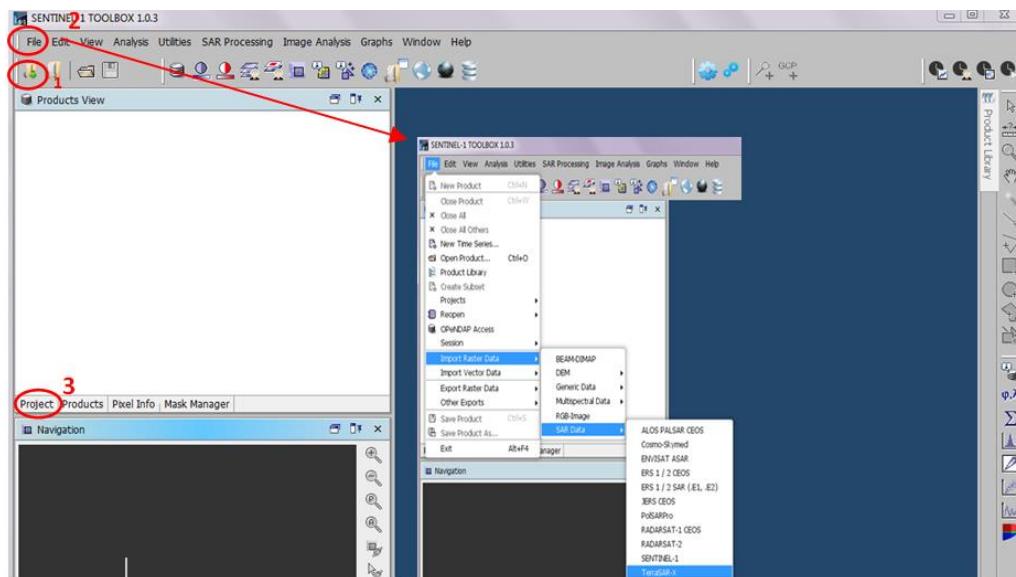 SENTINEL-1 TOOLBOX 1.0.3
2
File Edit View Analysis Utilities SAR Processing Image Analysis Graphs Window Help
1
GCP
Products View
Product Library
SENTINEL-1 TOOLBOX 1.0.3
File Edit View Analysis Utilities SAR Processing Image Analysis Graphs Window Help
New Product Ctrl+N
Close Product Ctrl+W
Close All
Close All Others
New Time Series...
Open Product... Ctrl+O
Product Library
Create Subset
Projects
Reopen
OPeNDAP Access
Session
Import Raster Data
Import Vector Data
Export Raster Data
Other Exports
Save Product Ctrl+S
Save Product As...
Exit Alt+F4
anager
BEAM-DIMAP
DEM
Generic Data
Multispectral Data
RGB-Image
SAR Data
ALOS PALSAR CEOS
Cosmo-Skymed
ENVISAT ASAR
ERS 1 / 2 CEOS
ERS 1 / 2 SAR (.E1, .E2)
JERS CEOS
PolSARPro
RADARSAT-1 CEOS
RADARSAT-2
SENTINEL-1
TerraSAR-X
Navigation
3
Project Products Pixel Info Mask Manager
Navigation